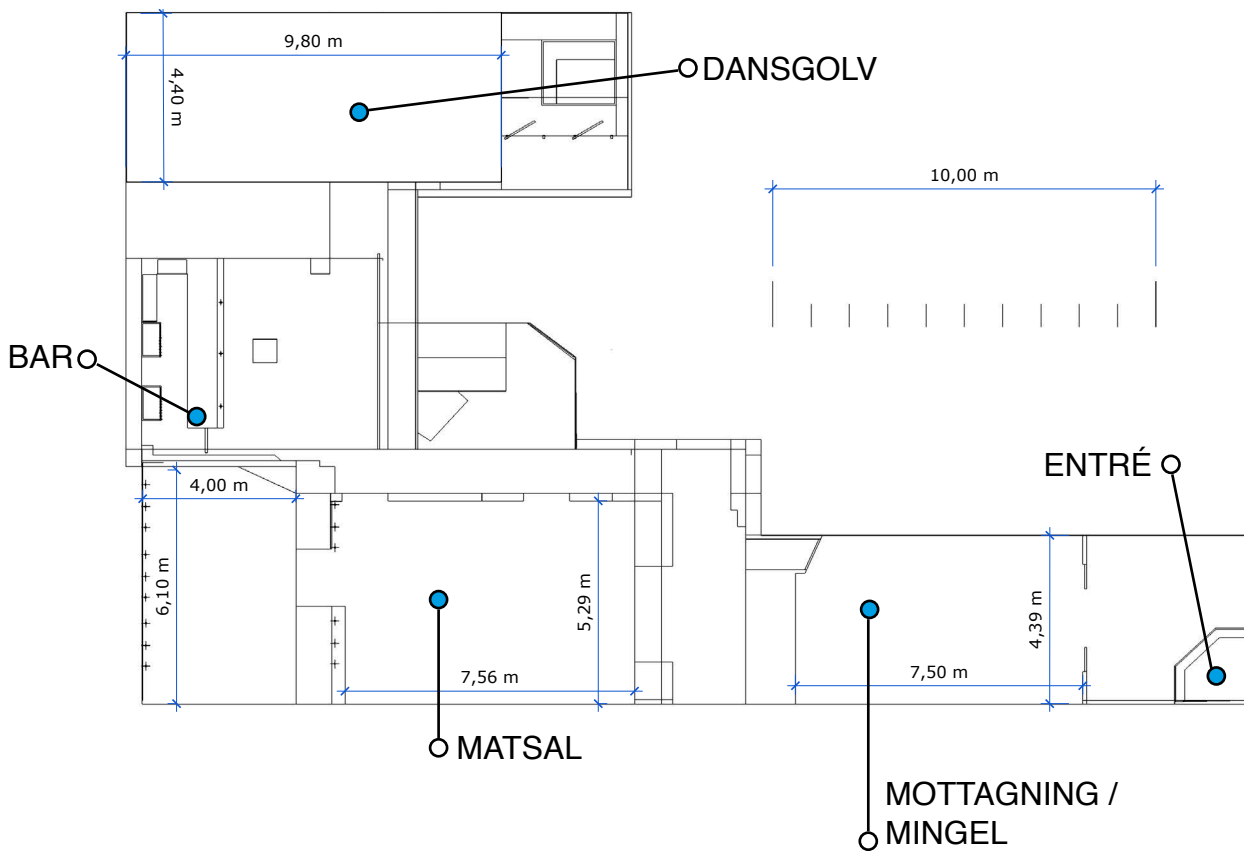 9,80 m
DANSGOLV
4,40 m
10,00 m
BAR
ENTRÉ
4,00 m
6,10 m
5,29 m
4,39 m
7,56 m
7,50 m
MATSAL
MOTTAGNING /
MINGEL